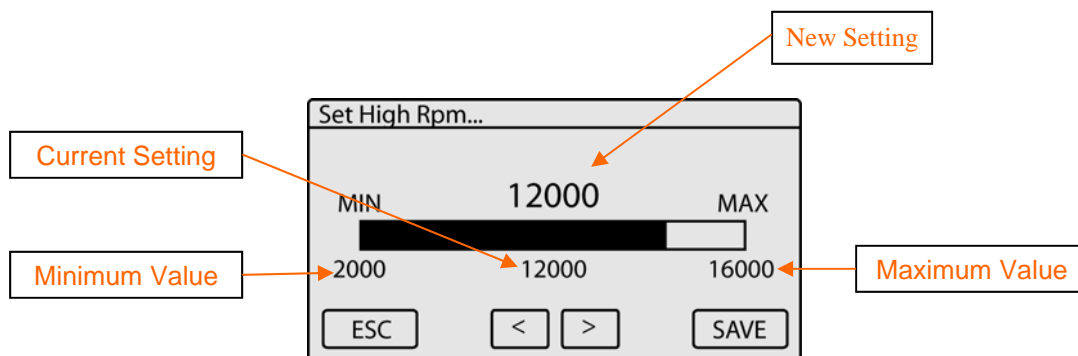 New Setting
Set High Rpm...
Current Setting
12000
MIN
MAX
Minimum Value
2000
12000
16000
Maximum Value
ESC
<
>
SAVE